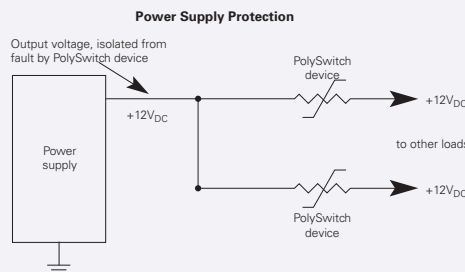 Power Supply Protection
Output voltage, isolated from
fault by PolySwitch device
PolySwitch
device
+12VDC
+12VDC
Power
supply
to other loads
+12VDC
PolySwitch
device